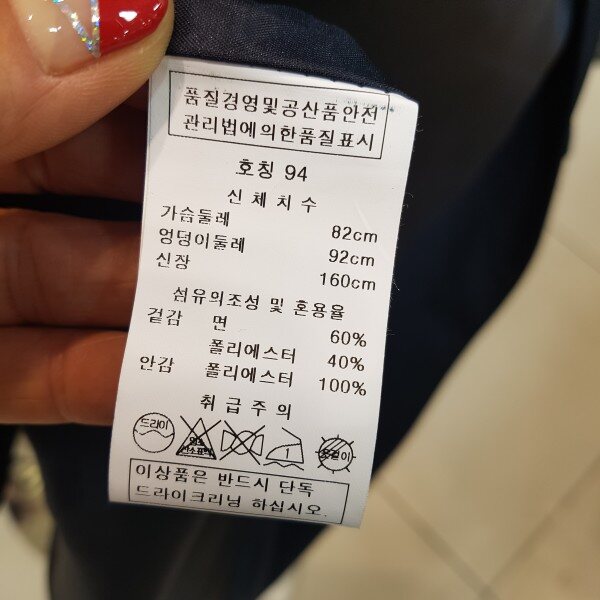 품질경영및공산품안전
관리법에의한품질표시
호칭 94
신체치수
가슴둘레 82cm
엉덩이둘레 92cm
신장 160cm
섬유의조성 및 혼용율
겉감 면 60%
폴리에스터 40%
안감 폴리에스터 100%
취급주의
드라이
1
이상품은 반드시 단독
드라이크리닝 하십시오.